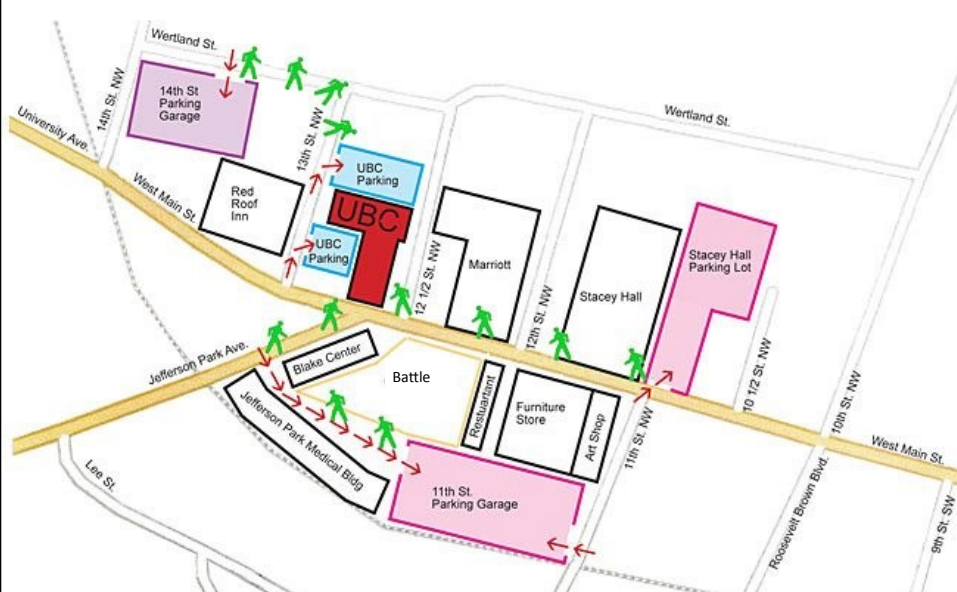 Wertland St.
14th St. NW
14th St
Parking
Garage
University Ave.
13th St. NW
Wertland St.
UBC
Parking
West Main St.
Red
Roof
Inn
UBC
UBC
Parking
12 1/2 St. NW
Marriott
Stacey Hall
Parking Lot
Stacey Hall
12th St. NW
Jefferson Park Ave.
Blake Center
Battle
10 1/2 St. NW
10th St. NW
Jefferson Park Medical Bldg
Restuartant
Furniture
Store
Art Shop
11th St. NW
West Main St.
Lee St.
11th St.
Parking Garage
Roosevelt Brown Blvd.
9th St. SW